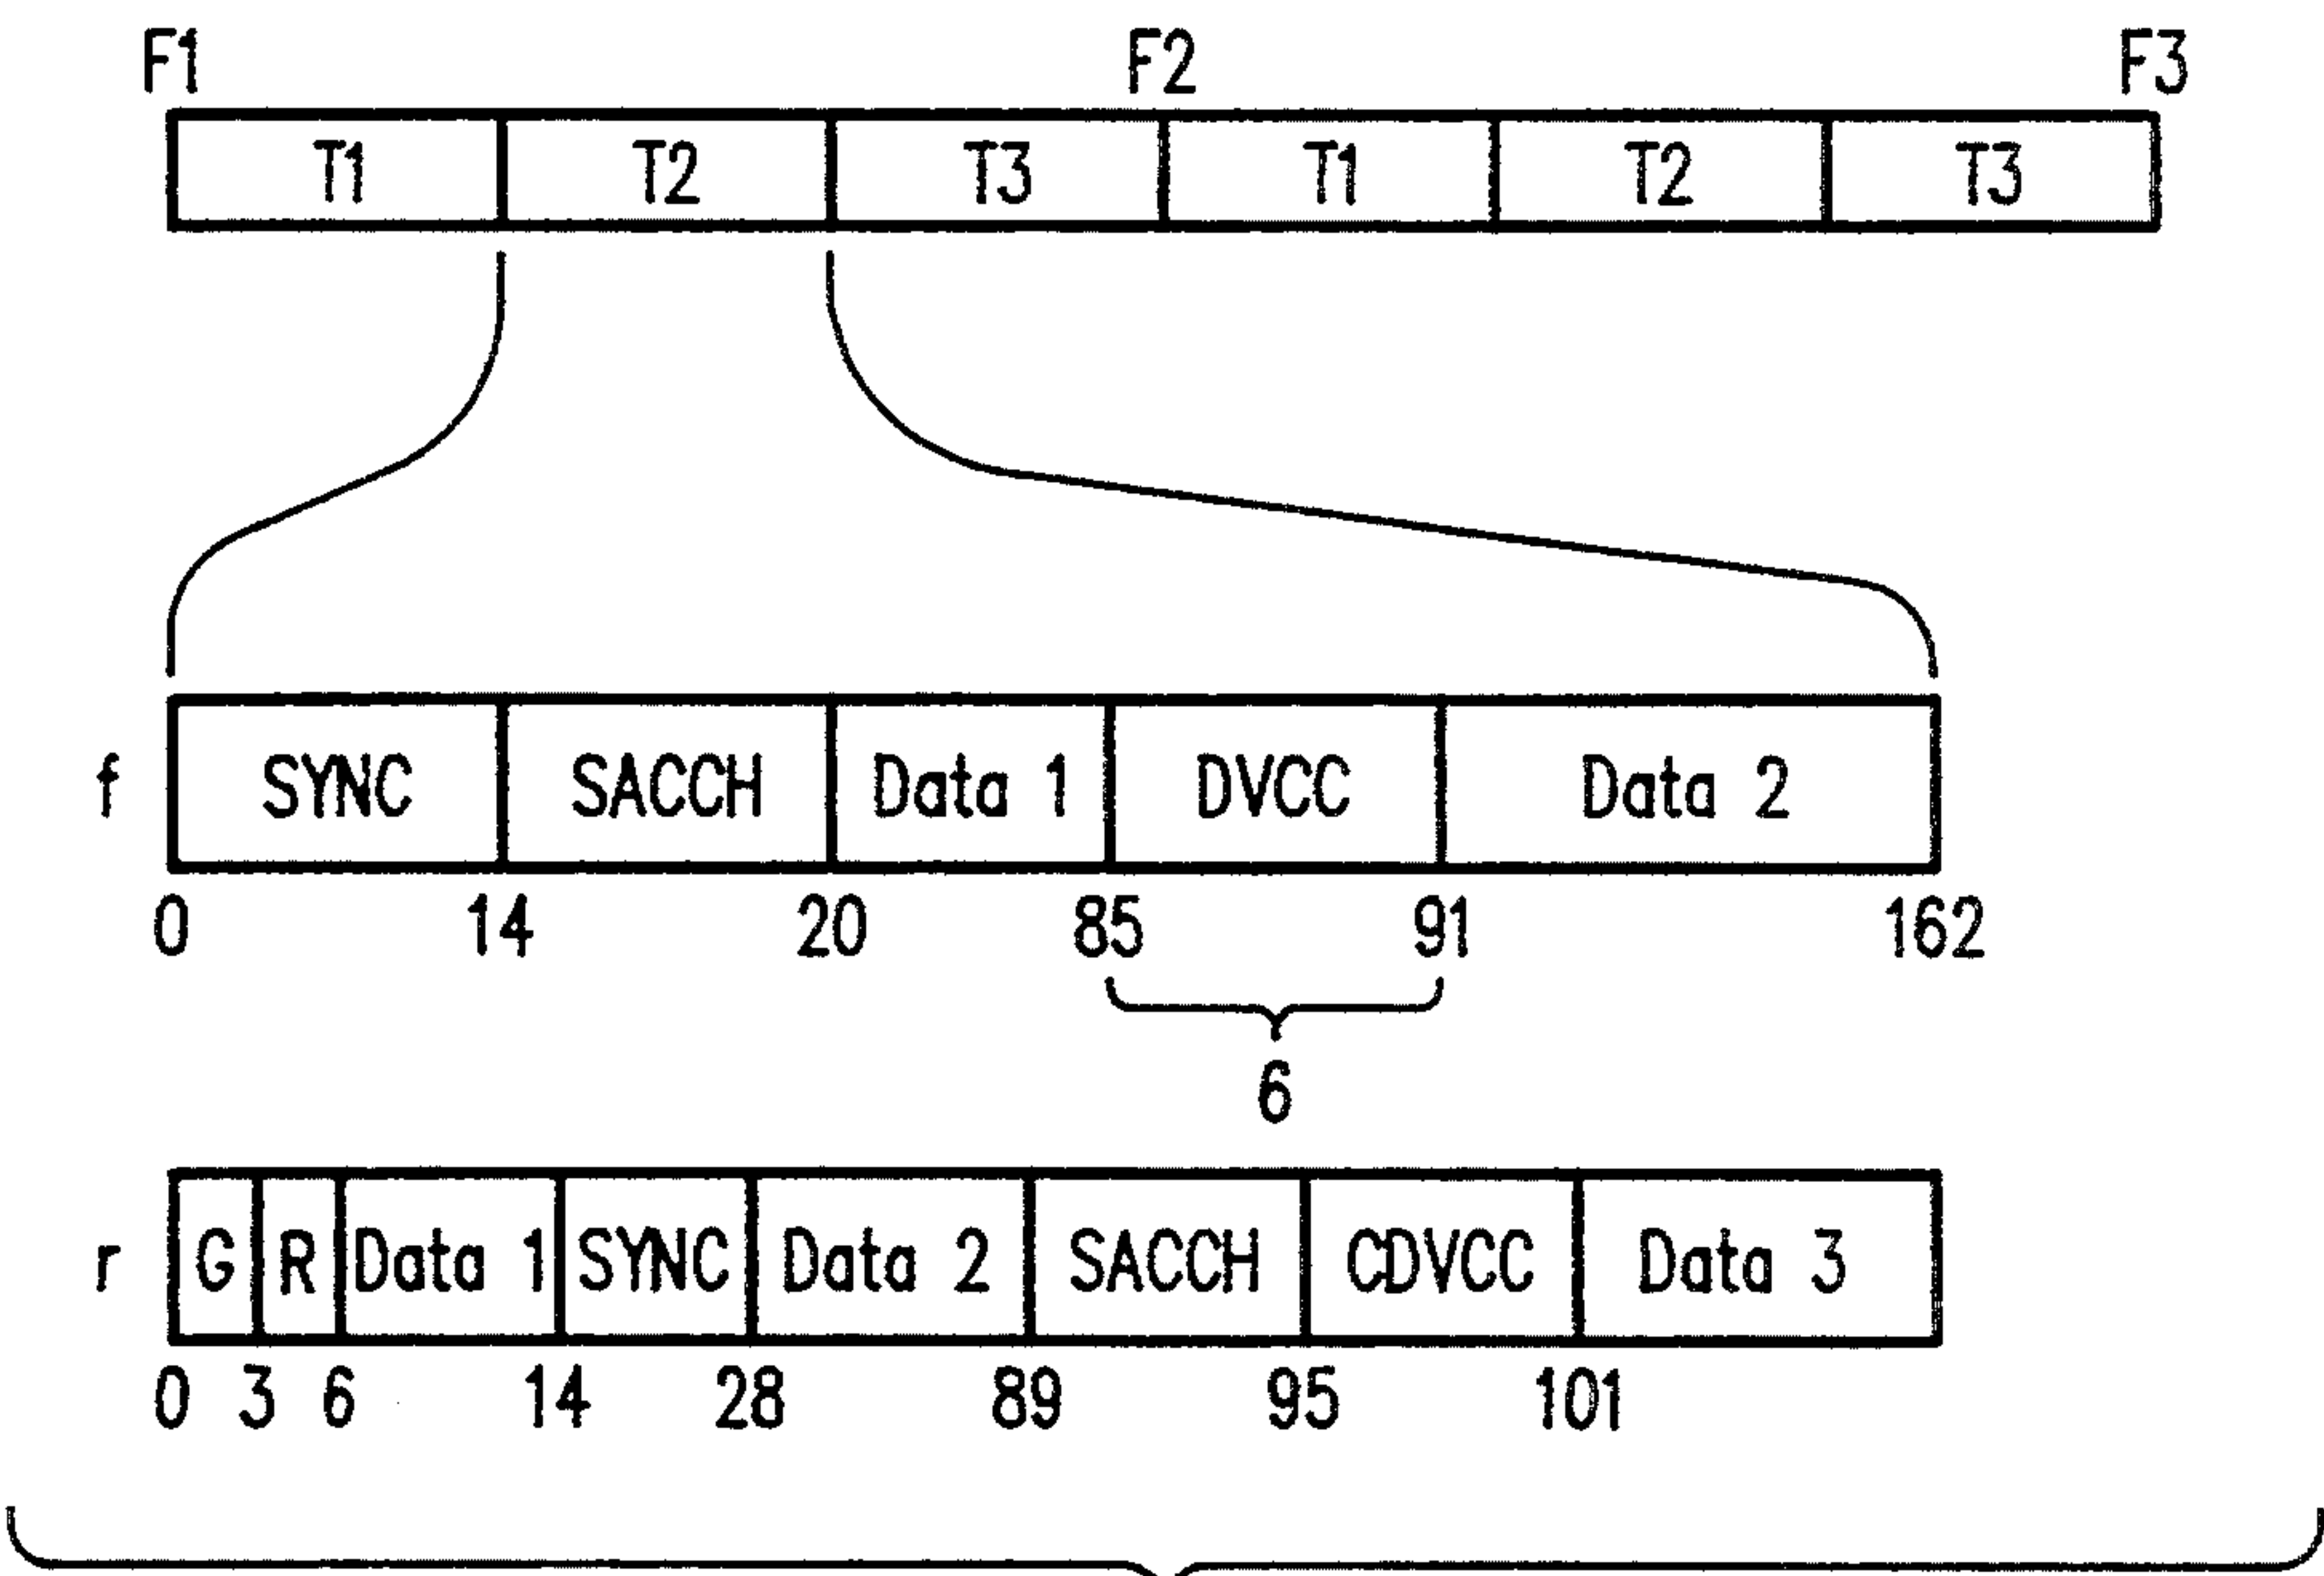 F1 F2 F3
T1 T2 T3 T1 T2 T3
f SYNC SACCH Data 1 DVCC Data 2
0 14 20 85 91 162
6
r G R Data 1 SYNC Data 2 SACCH CDVCC Data 3
0 3 6 14 28 89 95 101